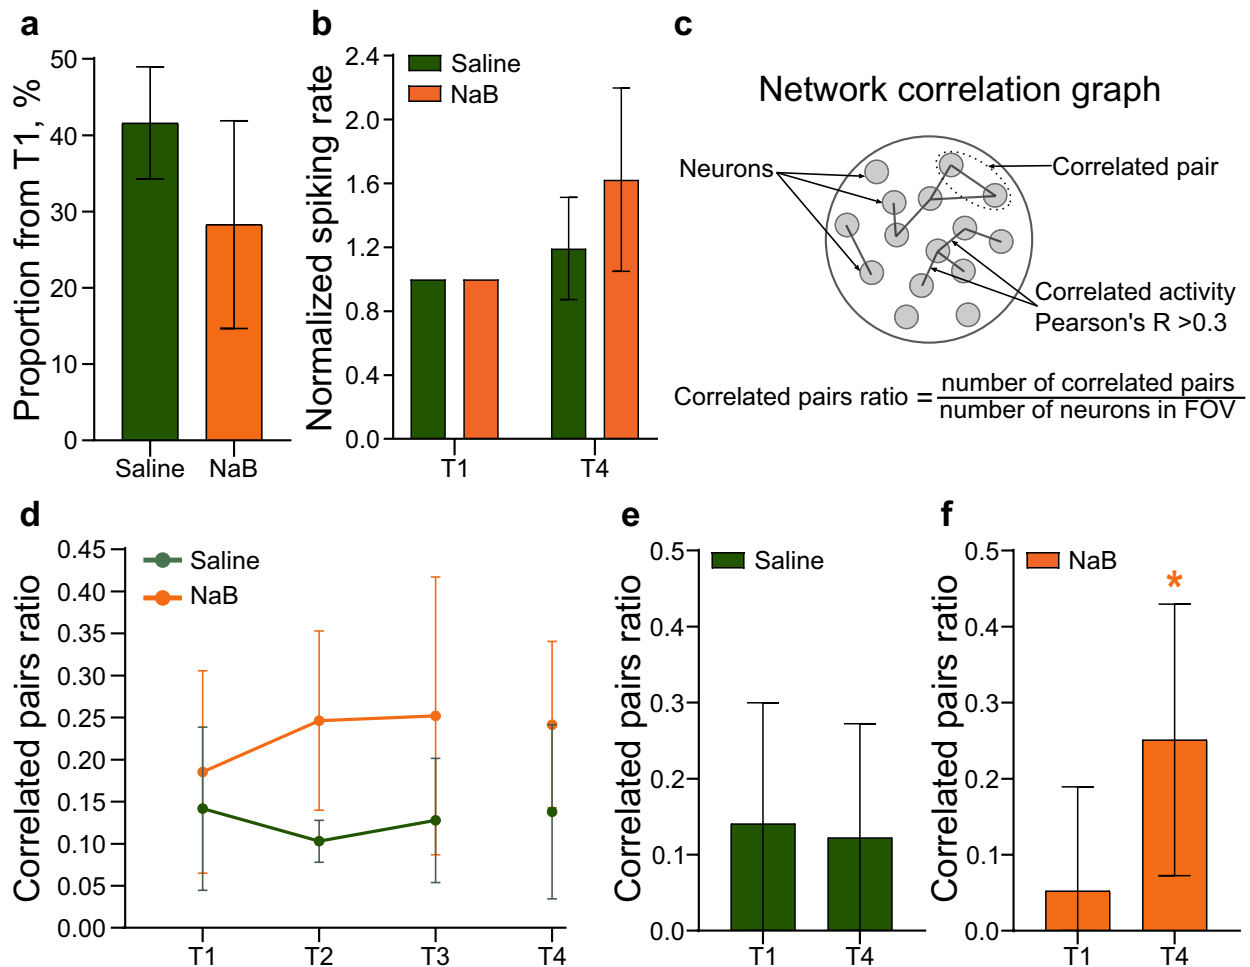 a
Proportion from T1, %
50
40
30
20
10
0
Saline
NaB
b
Normalized spiking rate
2.4
2.0
1.6
1.2
0.8
0.4
0.0
Saline
NaB
T1
T4
c
Network correlation graph
Neurons
Correlated pair
Correlated activity
Pearson's R >0.3
Correlated pairs ratio =
number of correlated pairs
number of neurons in FOV
d
Correlated pairs ratio
0.45
0.40
0.35
0.30
0.25
0.20
0.15
0.10
0.05
0.00
Saline
NaB
T1
T2
T3
T4
e
Correlated pairs ratio
0.5
0.4
0.3
0.2
0.1
0.0
Saline
T1
T4
f
Correlated pairs ratio
0.5
0.4
0.3
0.2
0.1
0.0
NaB
*
T1
T4